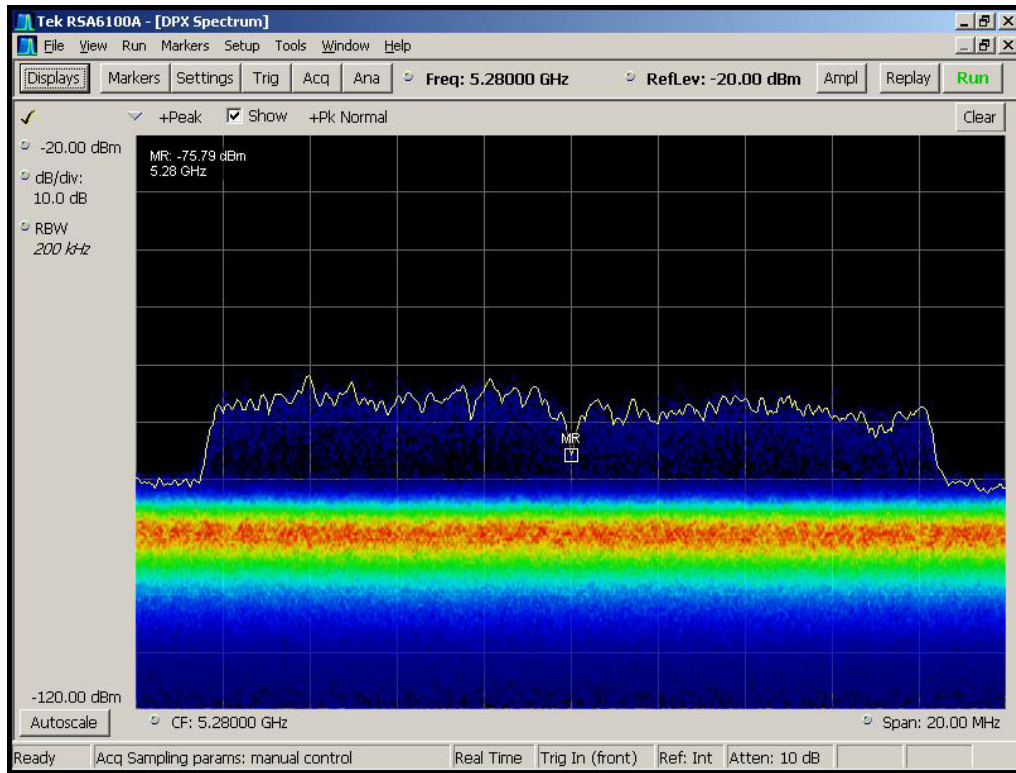 Tek RSA6100A - [DPX Spectrum]
File View Run Markers Setup Tools Window Help
Displays Markers Settings Trig Acq Ana Freq: 5.28000 GHz RefLev: -20.00 dBm Ampl Replay Run
+Peak Show +Pk Normal Clear
-20.00 dBm
dB/div:
10.0 dB
RBW
200 kHz
MR: -75.79 dBm
5.28 GHz
MR
-120.00 dBm
Autoscale CF: 5.28000 GHz Span: 20.00 MHz
Ready Acq Sampling params: manual control Real Time Trig In (front) Ref: Int Atten: 10 dB